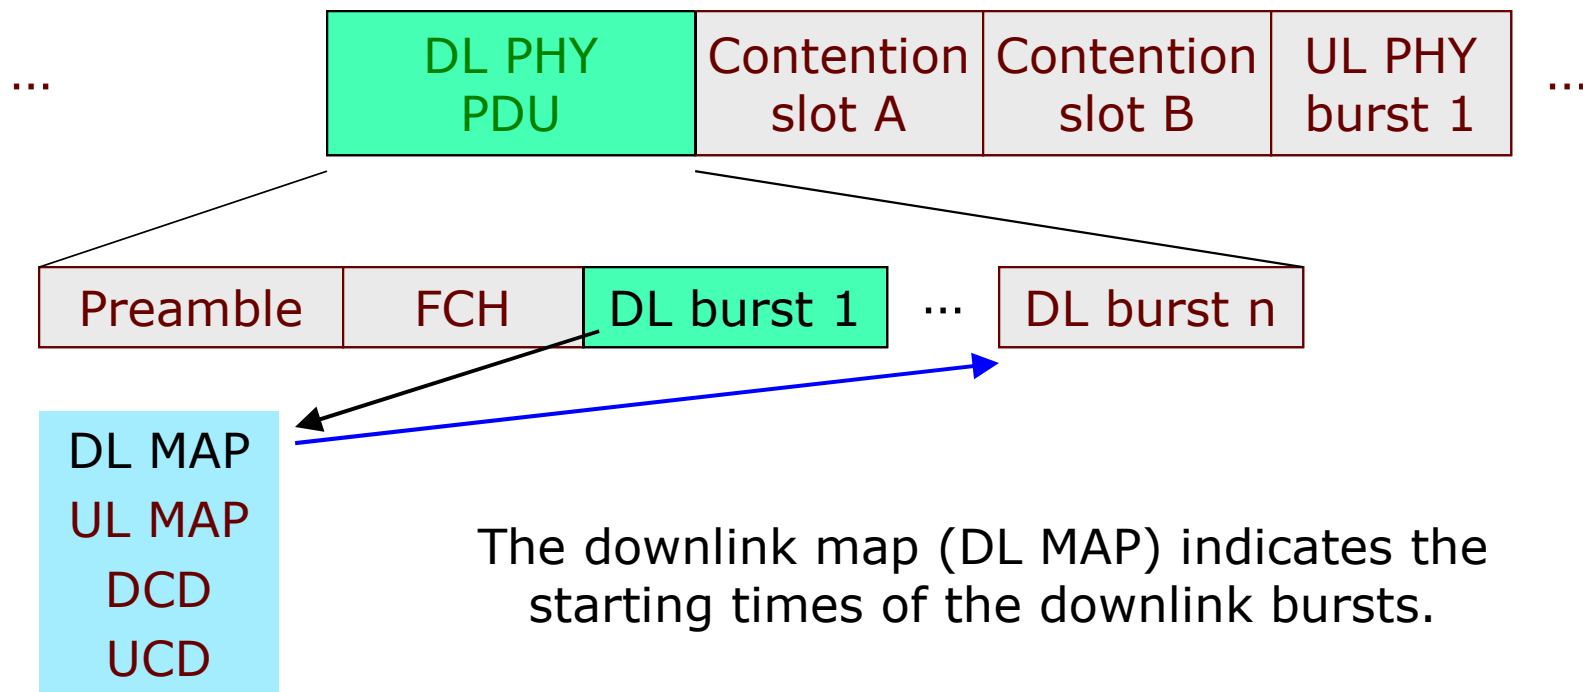 ...
DL PHY
PDU
Contention
slot A
Contention
slot B
UL PHY
burst 1
...
Preamble
FCH
DL burst 1
...
DL burst n
DL MAP
UL MAP
DCD
UCD
The downlink map (DL MAP) indicates the
starting times of the downlink bursts.